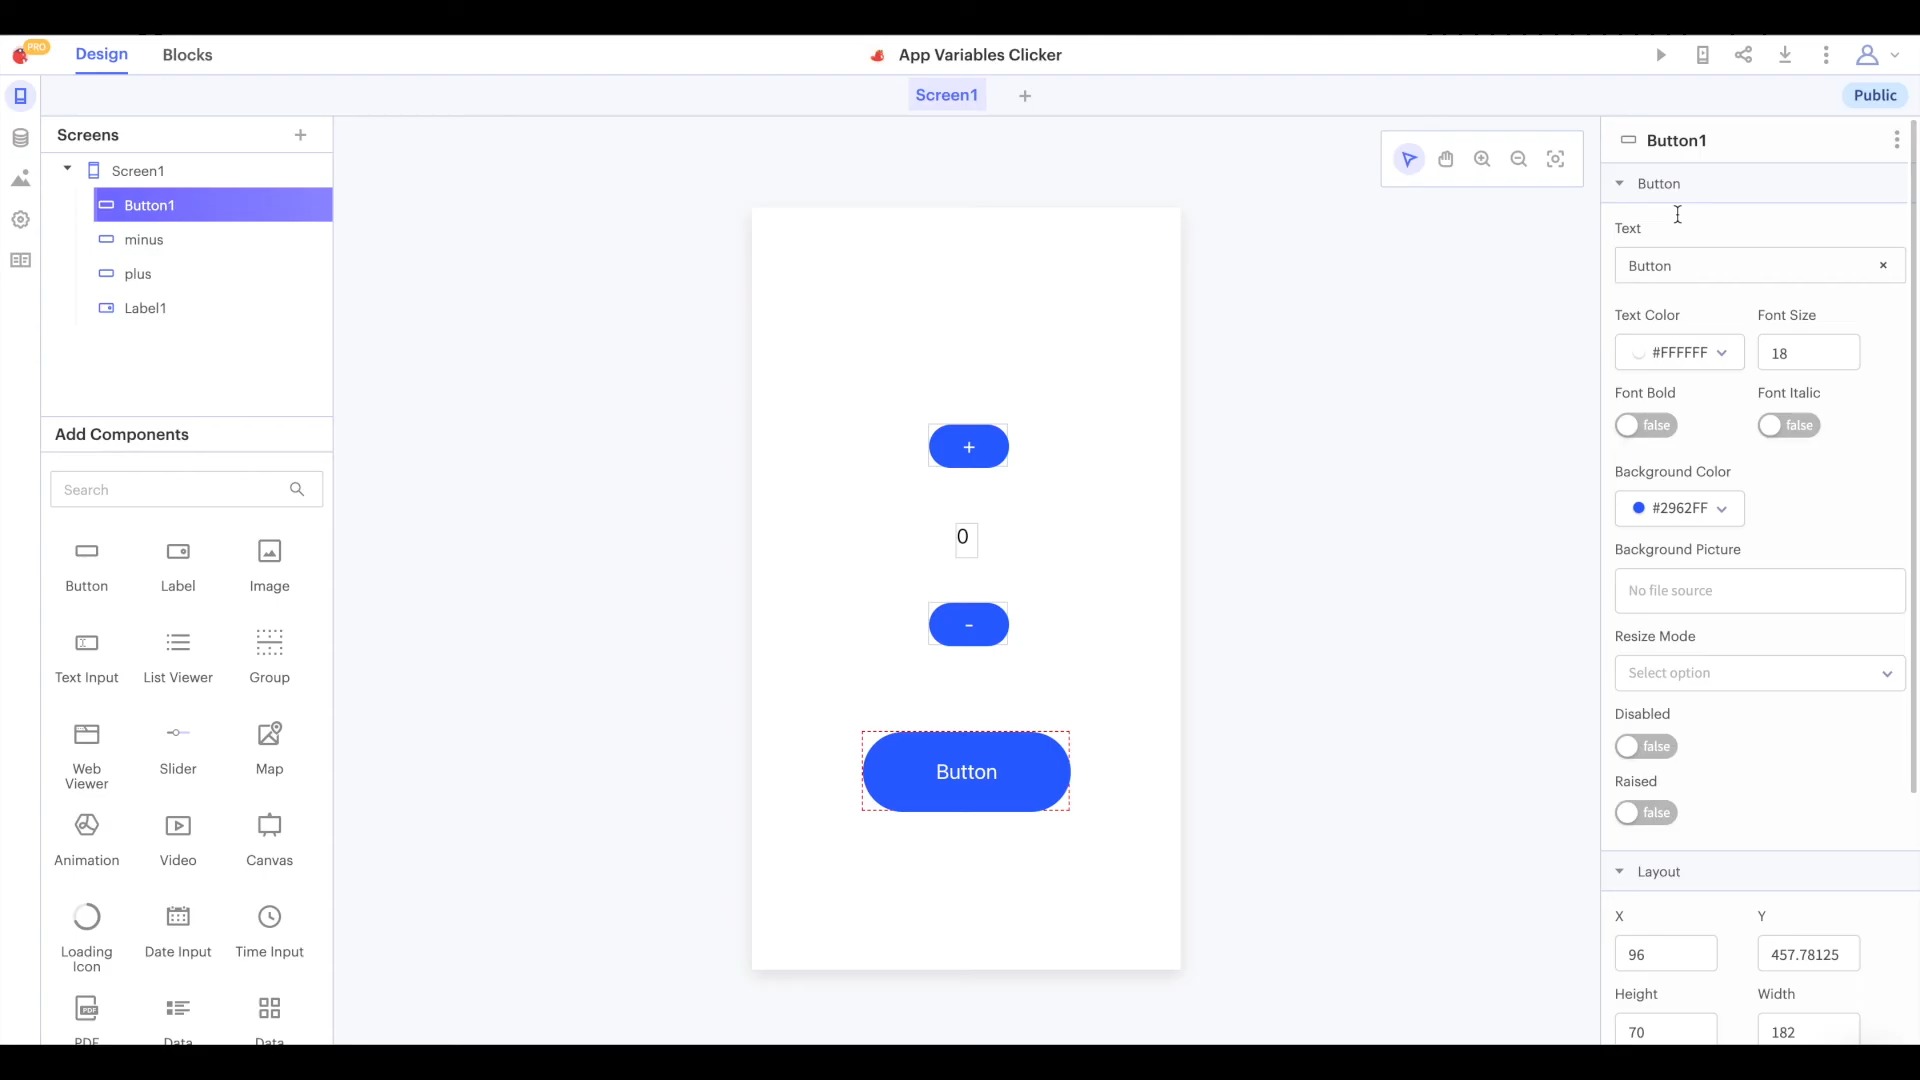 PRO
Design
Blocks
App Variables Clicker
Screen1
Public
Screens
Screen1
Button1
minus
plus
Label1
Add Components
Search
Button
Label
Image
Text Input
List Viewer
Group
Web
Viewer
Slider
Map
Animation
Video
Canvas
Loading
Icon
Date Input
Time Input
PDF
PDF
Data
Data
+
0
-
Button
Button1
Button
Text
Button
Text Color
Font Size
#FFFFFF
18
Font Bold
Font Italic
false
false
Background Color
#2962FF
Background Picture
No file source
Resize Mode
Select option
Disabled
false
Raised
false
Layout
X
Y
96
457.78125
Height
Width
70
182